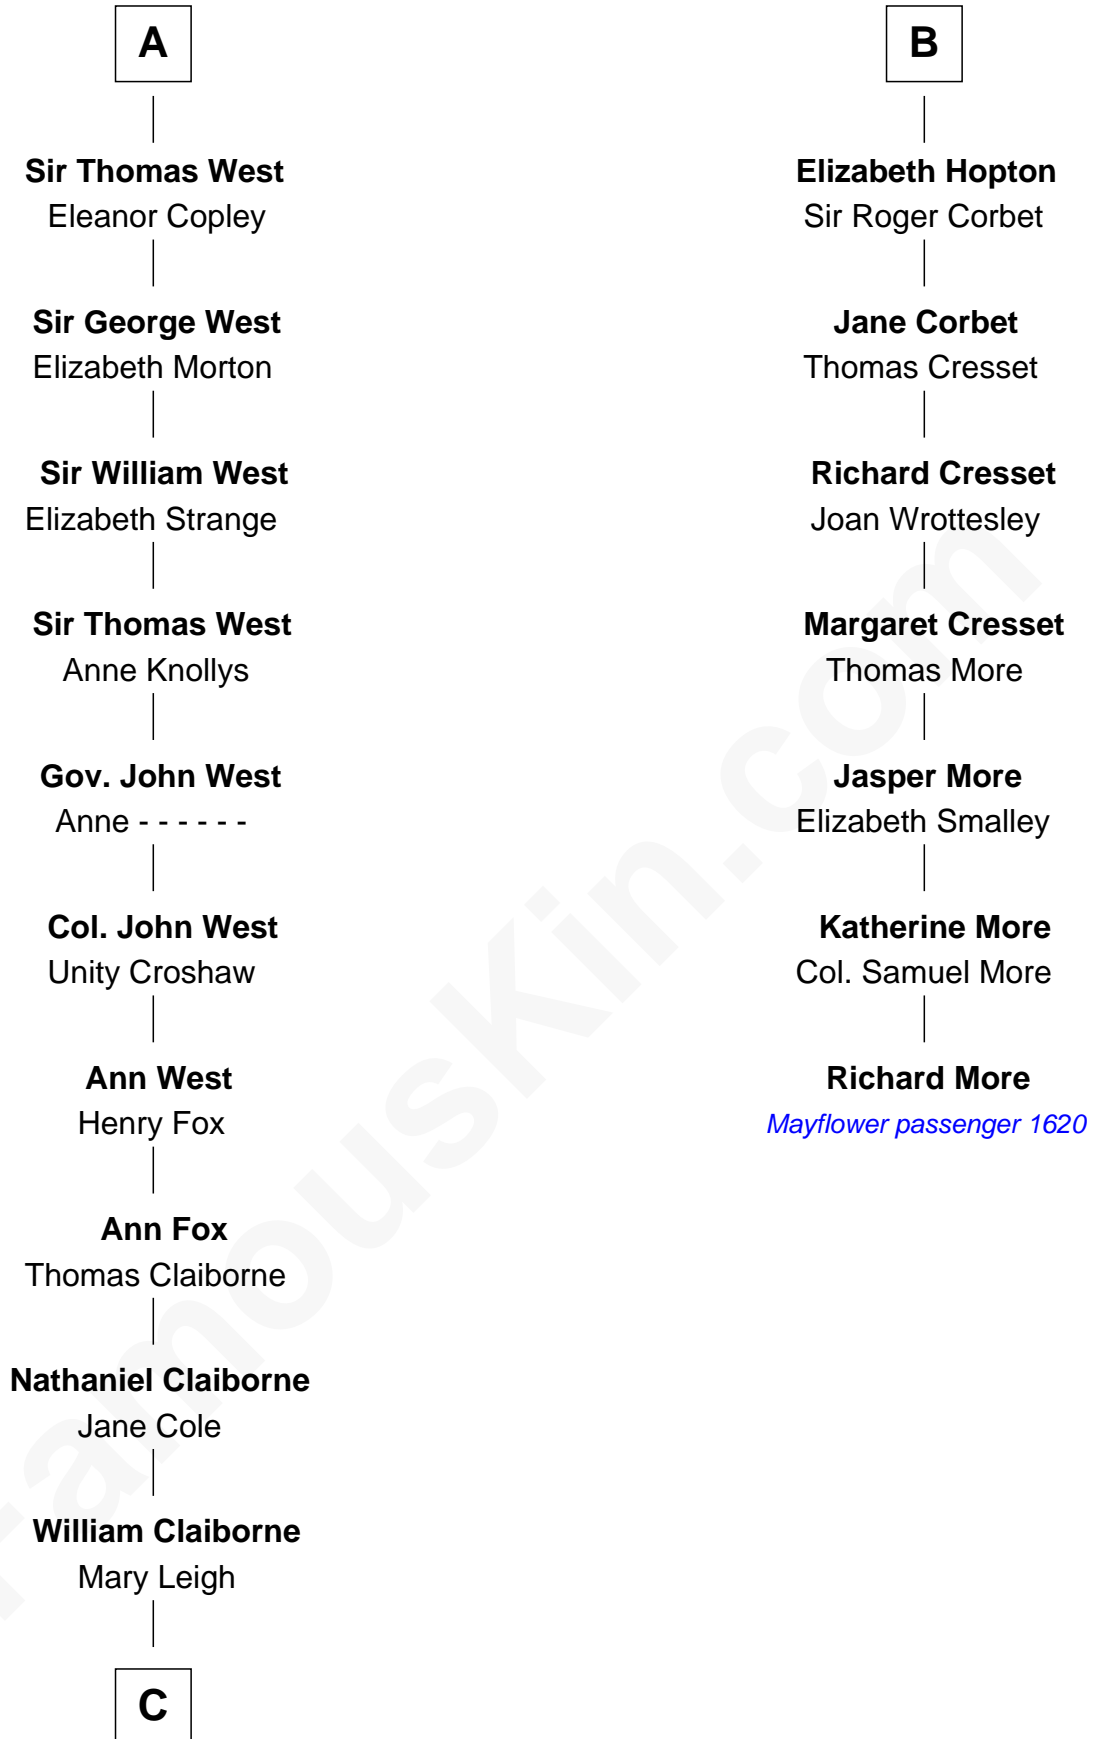 A
Sir Thomas West
Eleanor Copley
Sir George West
Elizabeth Morton
Sir William West
Elizabeth Strange
Sir Thomas West
Anne Knollys
Gov. John West
Anne - - - - - -
Col. John West
Unity Croshaw
Ann West
Henry Fox
Ann Fox
Thomas Claiborne
Nathaniel Claiborne
Jane Cole
William Claiborne
Mary Leigh
C
B
Elizabeth Hopton
Sir Roger Corbet
Jane Corbet
Thomas Cresset
Richard Cresset
Joan Wrottesley
Margaret Cresset
Thomas More
Jasper More
Elizabeth Smalley
Katherine More
Col. Samuel More
Richard More
Mayflower passenger 1620
FamousKin.com